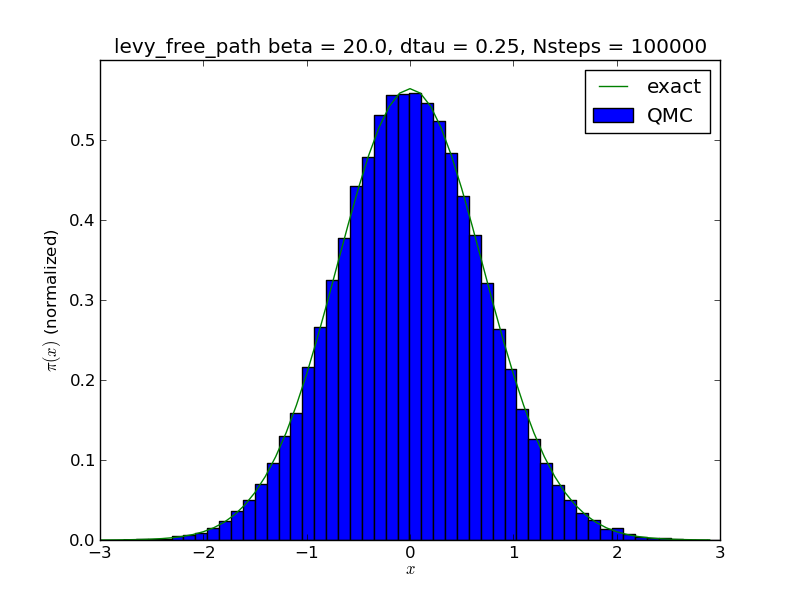 levy_free_path beta = 20.0, dtau = 0.25, Nsteps = 100000
exact
QMC
π(x) (normalized)
0.5
0.4
0.3
0.2
0.1
0.0
−3 −2 −1 0 1 2 3
x